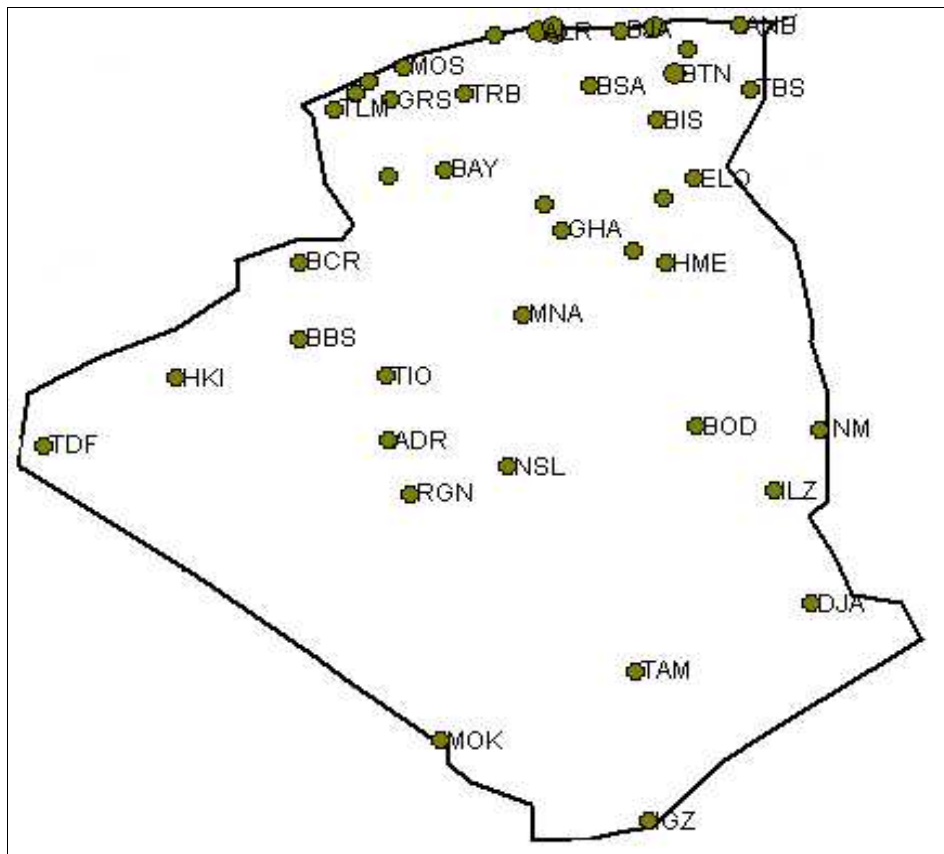 ALR
BJA
ANB
MOS
BTN
TLM
GRS
TRB
BSA
TBS
BIS
BAY
ELO
GHA
BCR
HME
MNA
BBS
HKI
TIO
TDF
ADR
BOD
NM
NSL
RGN
ILZ
DJA
TAM
MOK
IGZ